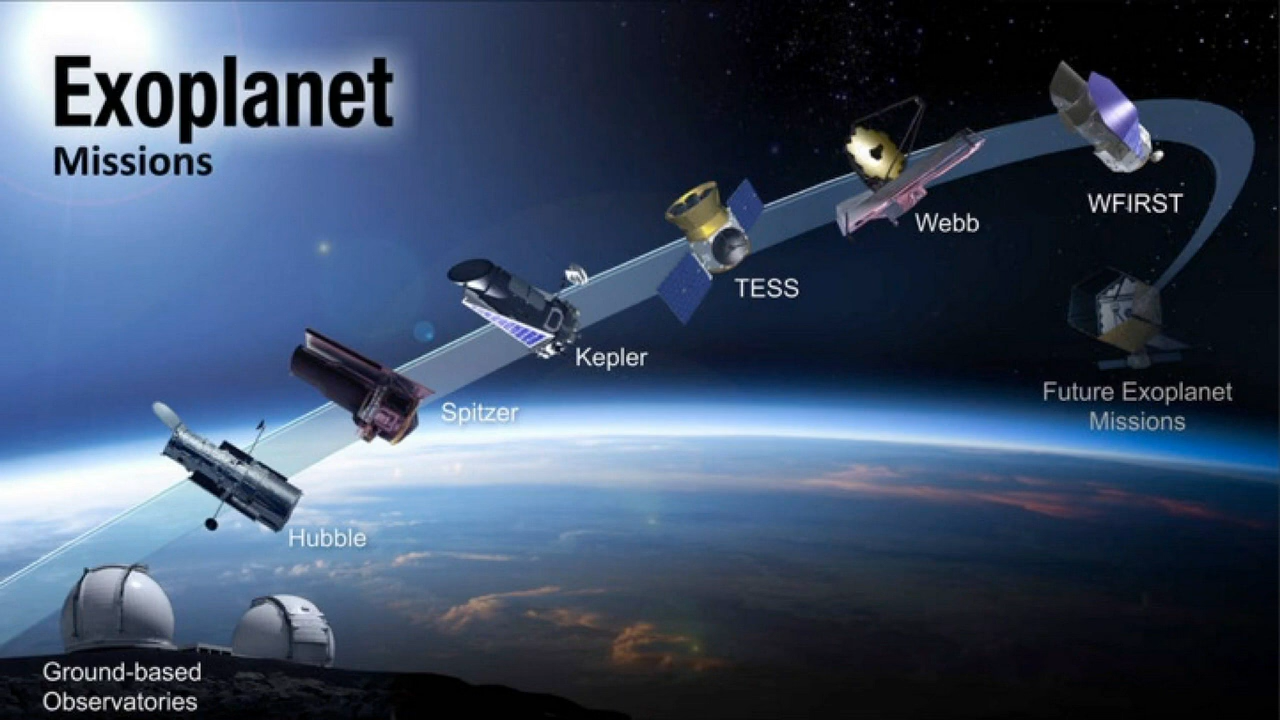 Exoplanet
Missions
WFIRST
Webb
TESS
Kepler
Future Exoplanet
Missions
Spitzer
Hubble
Ground-based
Observatories